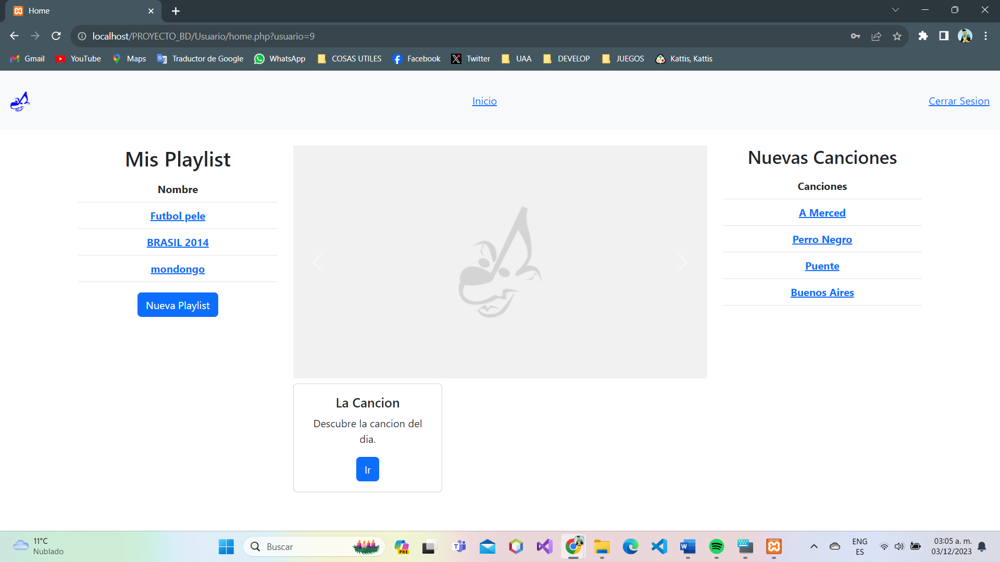 Home
localhost/PROYECTO_BD/Usuario/home.php?usuario=9
Gmail YouTube Maps Traductor de Google WhatsApp COSAS UTILES Facebook Twitter UAA DEVELOP JUEGOS Kattis, Kattis
Inicio Cerrar Sesion
Mis Playlist
Nombre
Futbol pele
BRASIL 2014
mondongo
Nueva Playlist
La Cancion
Descubre la cancion del
dia.
Ir
Nuevas Canciones
Canciones
A Merced
Perro Negro
Puente
Buenos Aires
11°C
Nublado
Buscar
PRE
ENG
ES
03:05 a. m.
03/12/2023